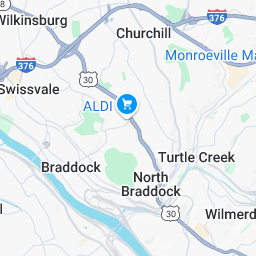 Wilkinsburg
Churchill
376
Monroeville Ma
376
30
Swissvale
ALDI
Braddock
Turtle Creek
North
Braddock
30
Wilmerd
l